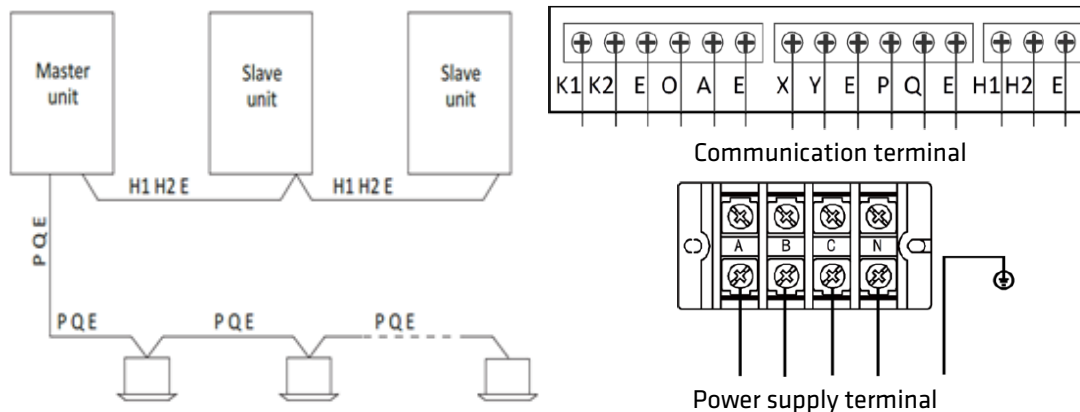 Master
unit
Slave
unit
Slave
unit
H1 H2 E
H1 H2 E
P Q E
P Q E
P Q E
P Q E
K1 K2 E O A E X Y E P Q E H1 H2 E
Communication terminal
A B C N
Power supply terminal